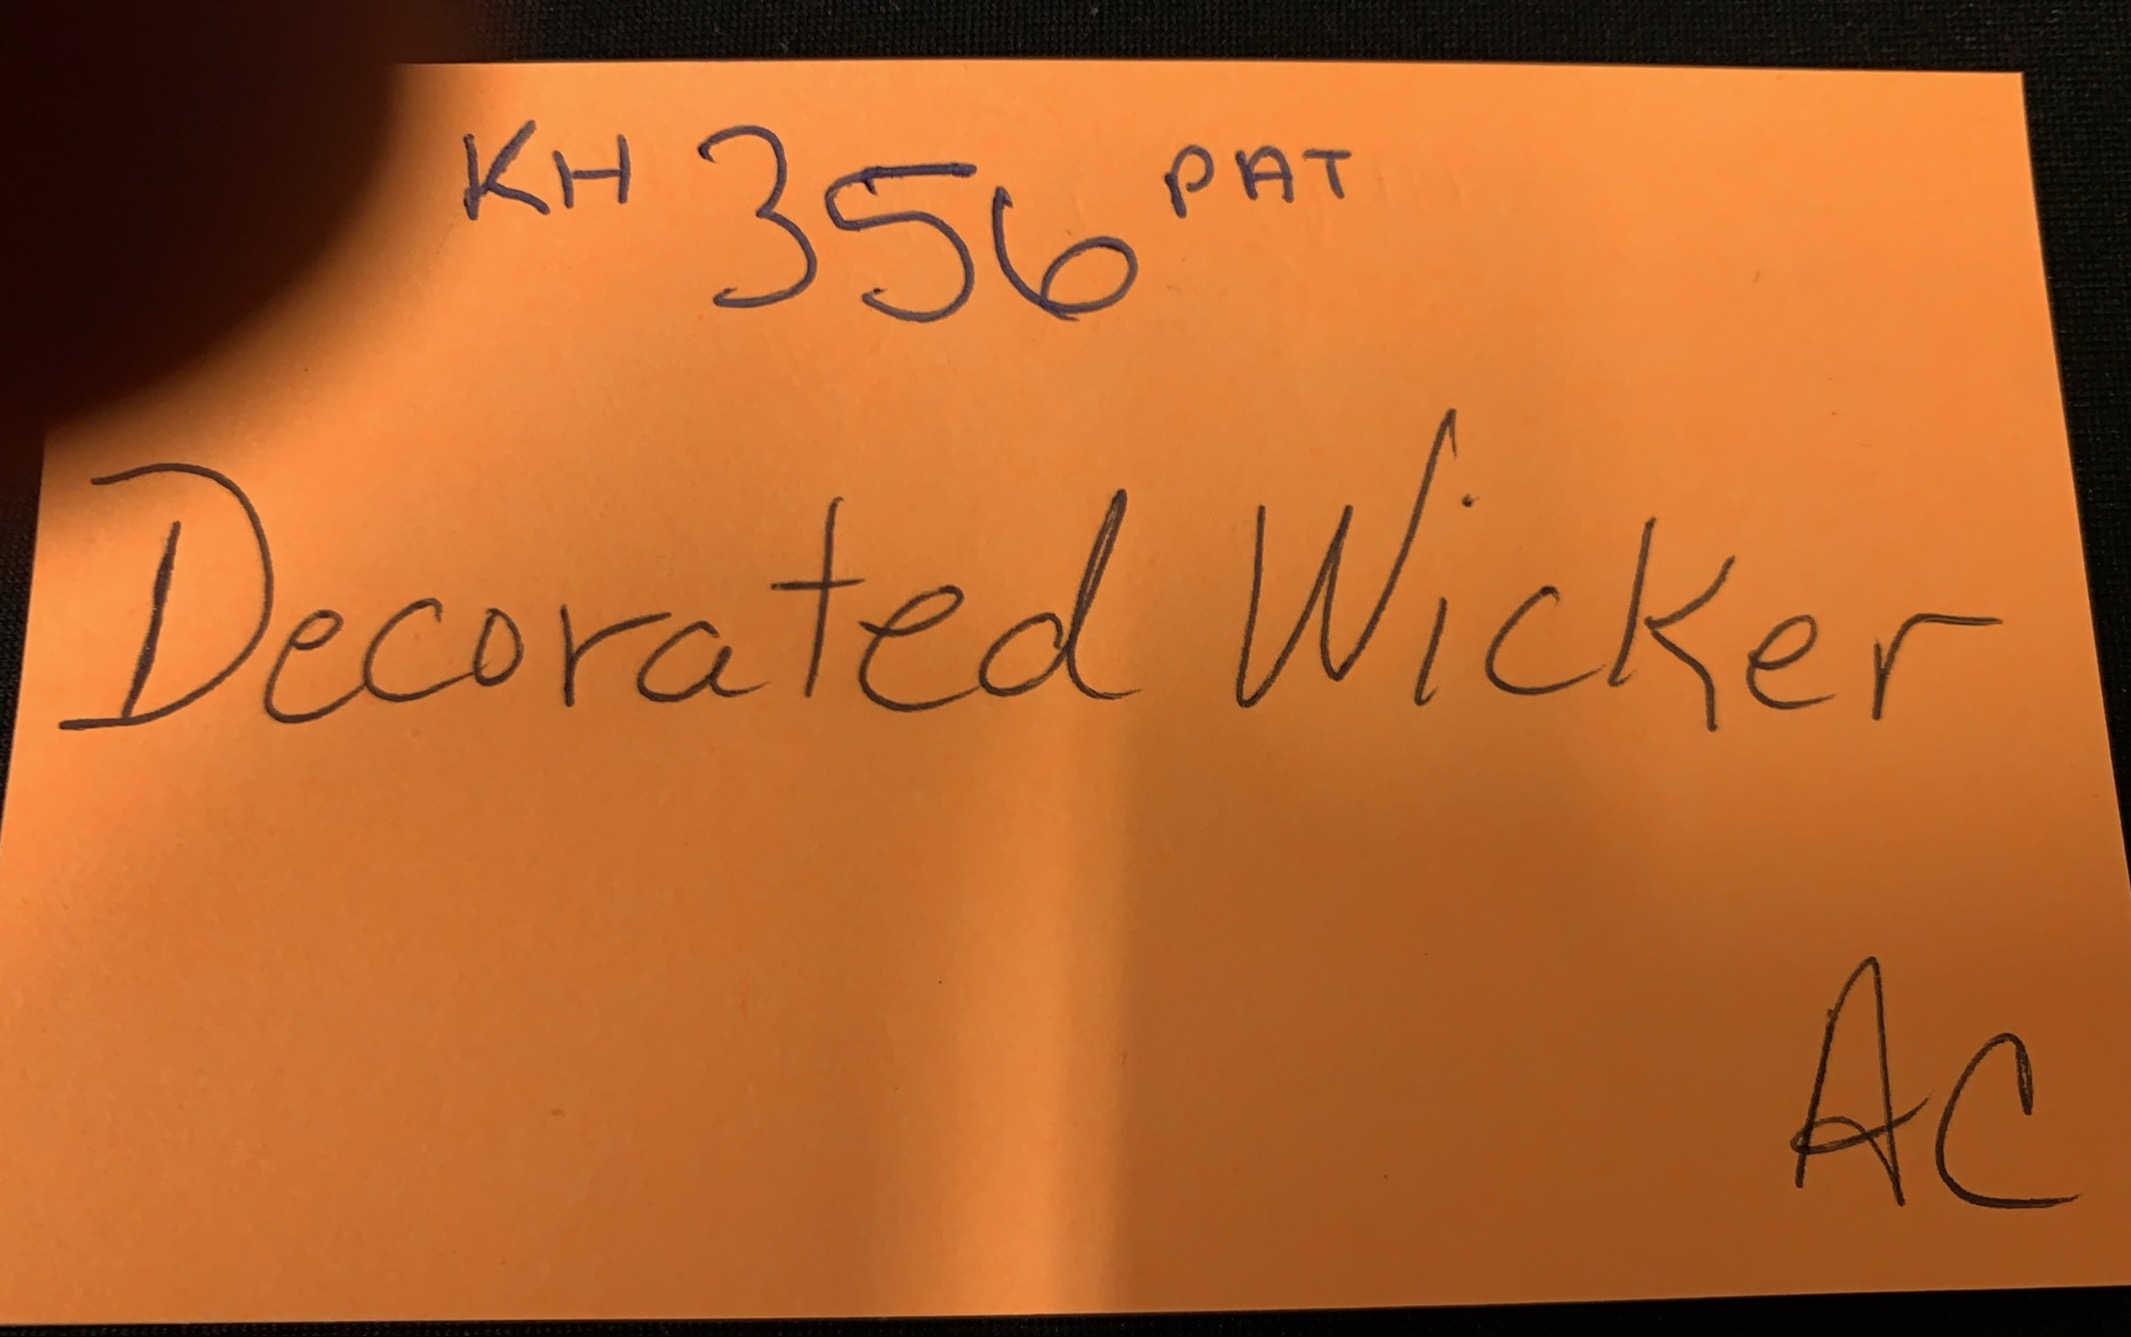 KH 356 PAT
Decorated Wicker
AC